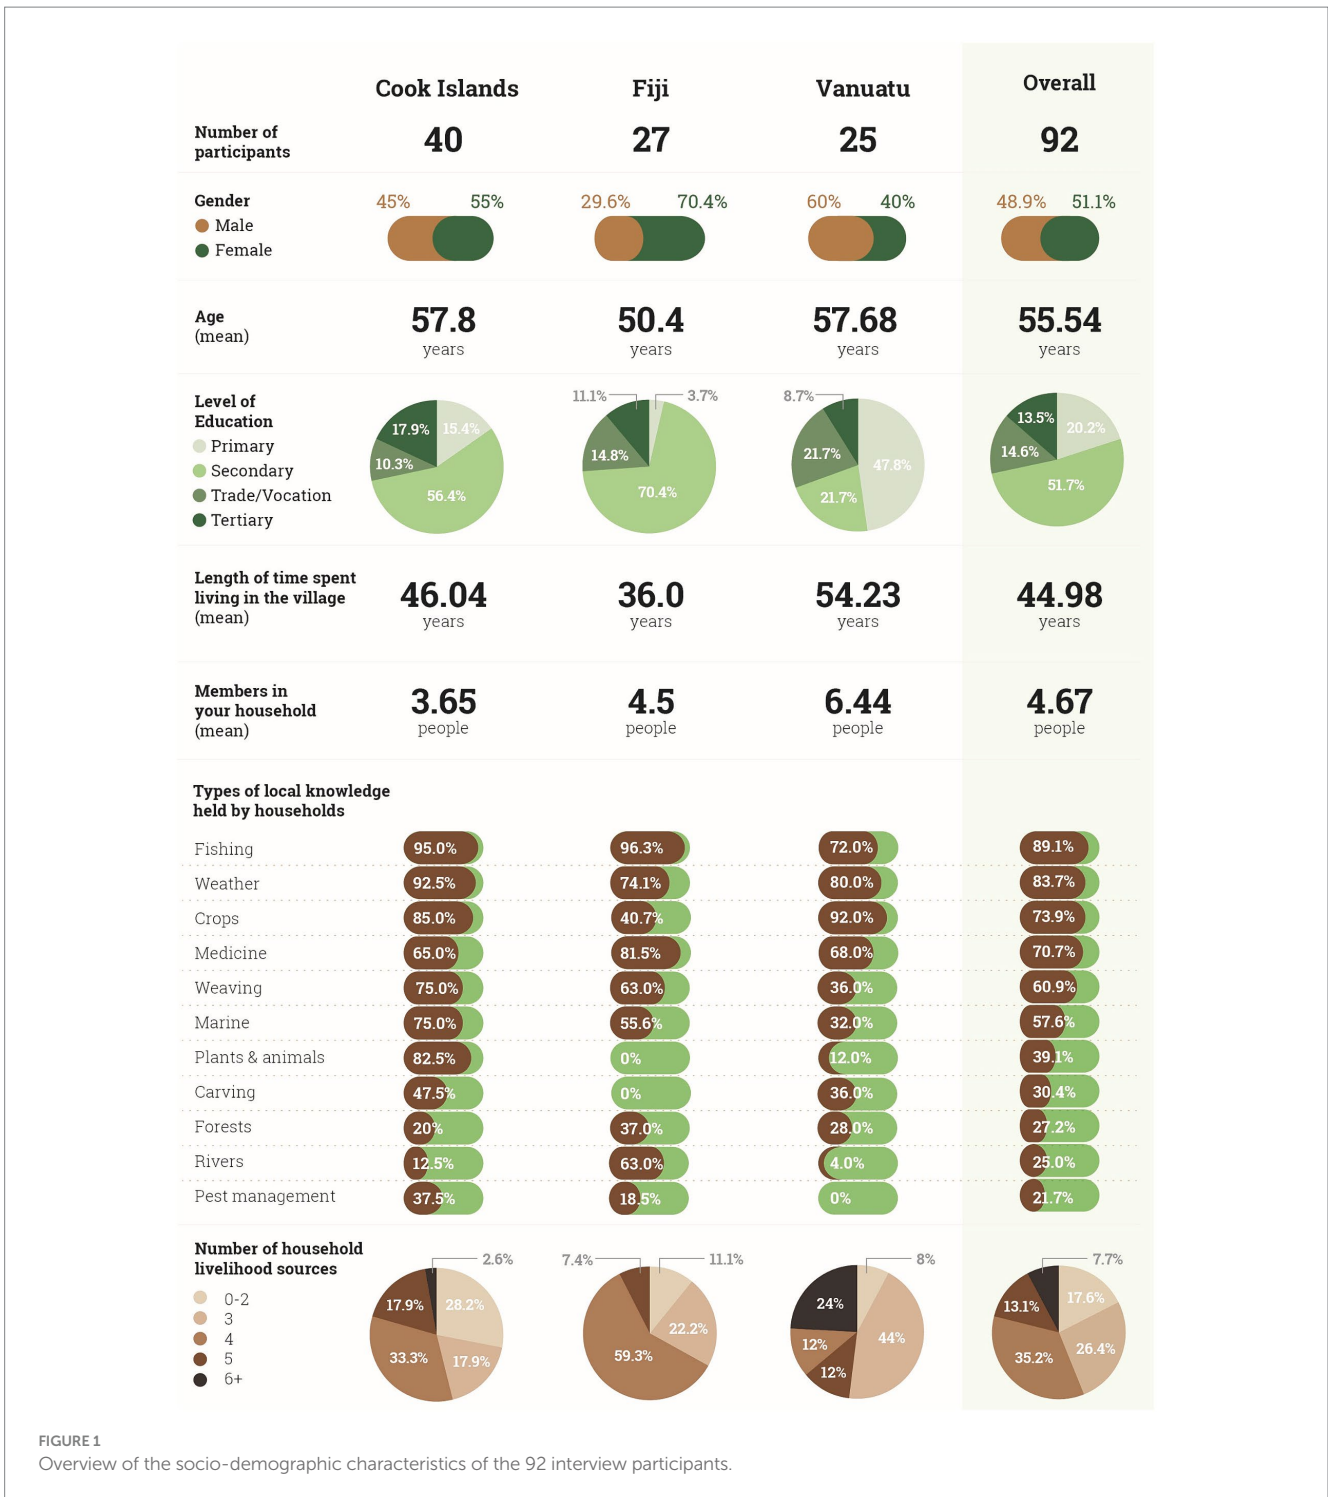 Cook Islands Fiji Vanuatu Overall
Number of
participants
40 27 25 92
Gender
Male
Female
45% 55% 29.6% 70.4% 60% 40% 48.9% 51.1%
Age
(mean)
57.8 50.4 57.68 55.54
years years years years
Level of
Education
Primary
Secondary
Trade/Vocation
Tertiary
17.9% 15.4% 10.3% 56.4%
11.1% 3.7% 14.8% 70.4%
8.7% 21.7% 47.8% 21.7%
13.5% 20.2% 14.6% 51.7%
Length of time spent
living in the village
(mean)
46.04 36.0 54.23 44.98
years years years years
Members in
your household
(mean)
3.65 4.5 6.44 4.67
people people people people
Types of local knowledge
held by households
Fishing 95.0% 96.3% 72.0% 89.1%
Weather 92.5% 74.1% 80.0% 83.7%
Crops 85.0% 40.7% 92.0% 73.9%
Medicine 65.0% 81.5% 68.0% 70.7%
Weaving 75.0% 63.0% 36.0% 60.9%
Marine 75.0% 55.6% 32.0% 57.6%
Plants & animals 82.5% 0% 12.0% 39.1%
Carving 47.5% 0% 36.0% 30.4%
Forests 20% 37.0% 28.0% 27.2%
Rivers 12.5% 63.0% 4.0% 25.0%
Pest management 37.5% 18.5% 0% 21.7%
Number of household
livelihood sources
0-2
3
4
5
6+
2.6% 17.9% 28.2% 33.3% 17.9%
7.4% 11.1% 22.2% 59.3%
8% 24% 44% 12% 12%
7.7% 13.1% 17.6% 35.2% 26.4%
FIGURE 1
Overview of the socio-demographic characteristics of the 92 interview participants.